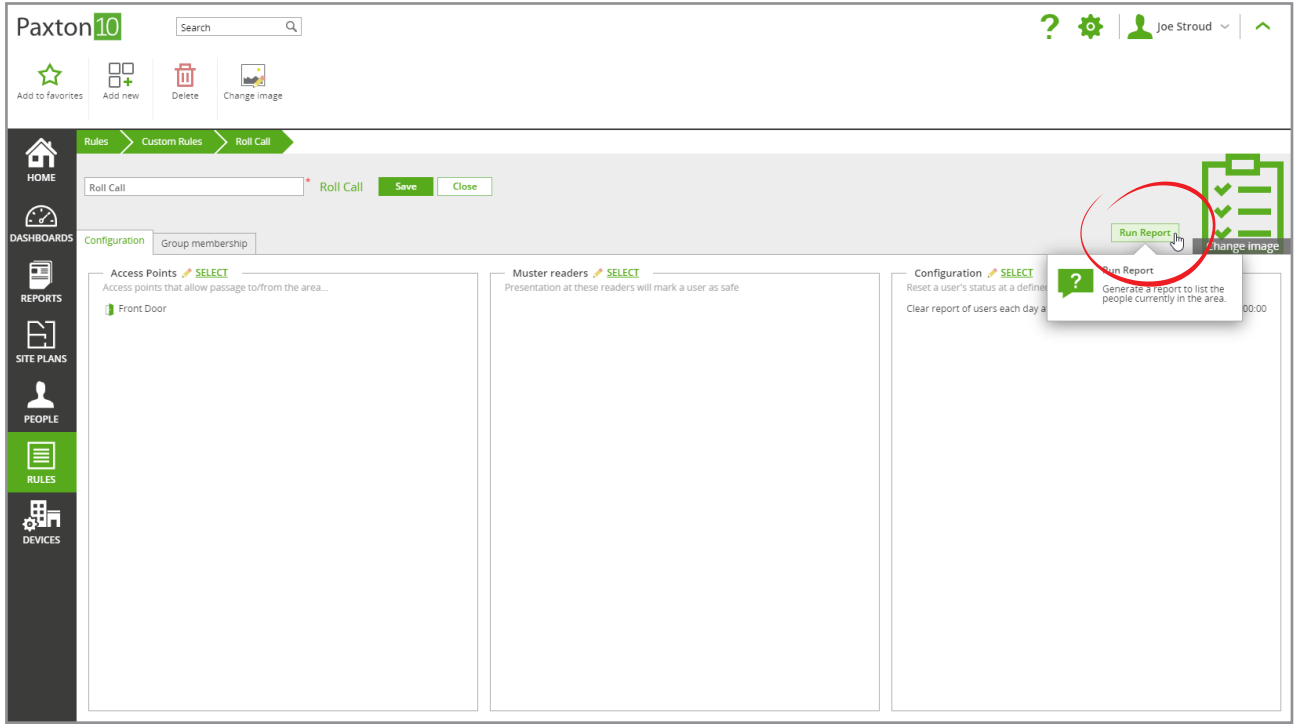 Paxton 10
Search
Joe Stroud
Add to favorites
Add new
Delete
Change image
Rules
Custom Rules
Roll Call
HOME
DASHBOARDS
REPORTS
SITE PLANS
PEOPLE
RULES
DEVICES
Roll Call * Roll Call Save Close
Run Report
Change image
Configuration
Group membership
Access Points SELECT
Access points that allow passage to/from the area...
Front Door
Muster readers SELECT
Presentation at these readers will mark a user as safe
Configuration SELECT
Reset a user's status at a define
Clear report of users each day a
00:00
? Run Report
Generate a report to list the
people currently in the area.